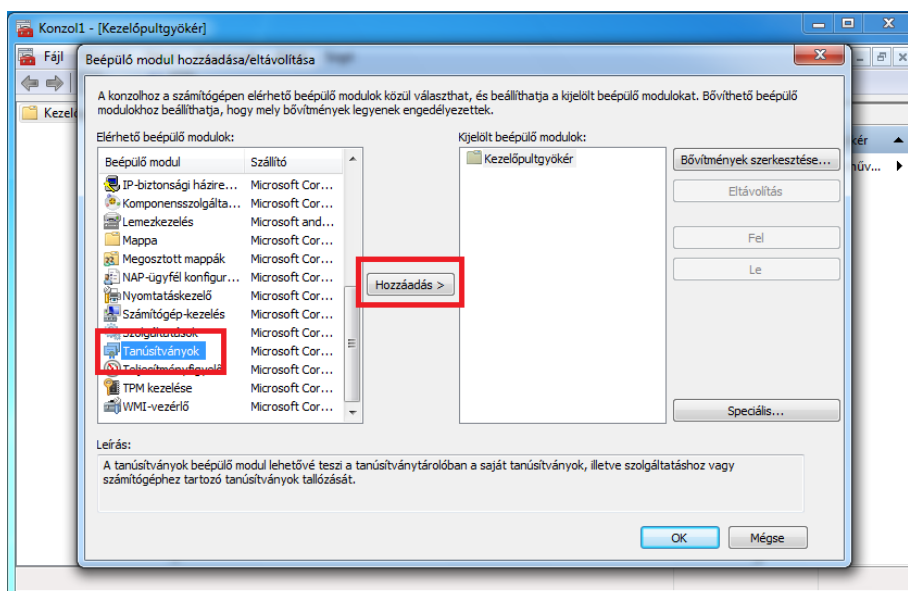 Konzol1 - [Kezelőpultgyökér]
Fájl
Beépülő modul hozzáadása/eltávolítása
A konzolhoz a számítógépen elérhető beépülő modulok közül választhat, és beállíthatja a kijelölt beépülő modulokat. Bővíthető beépülő
modulokhoz beállíthatja, hogy mely bővítmények legyenek engedélyezettek.
Kezelő
Elérhető beépülő modulok:
Kijelölt beépülő modulok:
Beépülő modul Szállító
IP-biztonsági házire... Microsoft Cor...
Komponensszolgálta... Microsoft Cor...
Lemezkezelés Microsoft and...
Mappa Microsoft Cor...
Megosztott mappák Microsoft Cor...
NAP-ügyfél konfigur... Microsoft Cor...
Nyomtatáskezelő Microsoft Cor...
Számítógép-kezelés Microsoft Cor...
Szolgáltatások Microsoft Cor...
Tanúsítványok Microsoft Cor...
Teljesítményfigyelő Microsoft Cor...
TPM kezelése Microsoft Cor...
WMI-vezérlő Microsoft Cor...
Hozzáadás >
Kezelőpultgyökér
Bővítmények szerkesztése...
Eltávolítás
Fel
Le
Speciális...
kér
műv...
Leírás:
A tanúsítványok beépülő modul lehetővé teszi a tanúsítványtárolóban a saját tanúsítványok, illetve szolgáltatáshoz vagy
számítógéphez tartozó tanúsítványok tallózását.
OK
Mégse